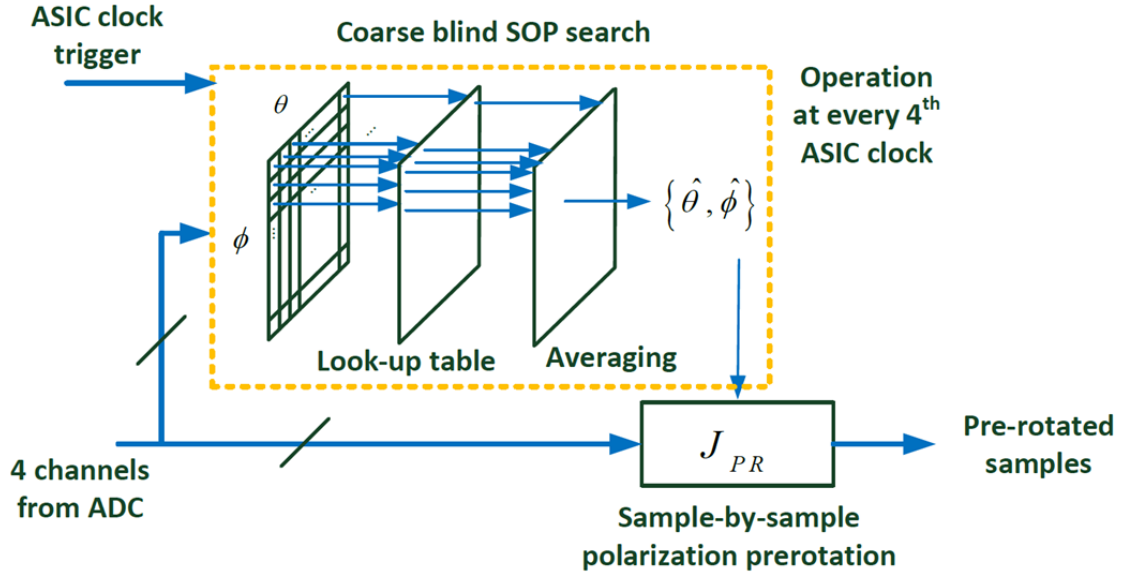 ASIC clock
trigger
Coarse blind SOP search
Operation
at every 4th
ASIC clock
θ
...
...
...
...
ϕ
{ θ̂ , ϕ̂ }
Look-up table
Averaging
4 channels
from ADC
J PR
Pre-rotated
samples
Sample-by-sample
polarization prerotation